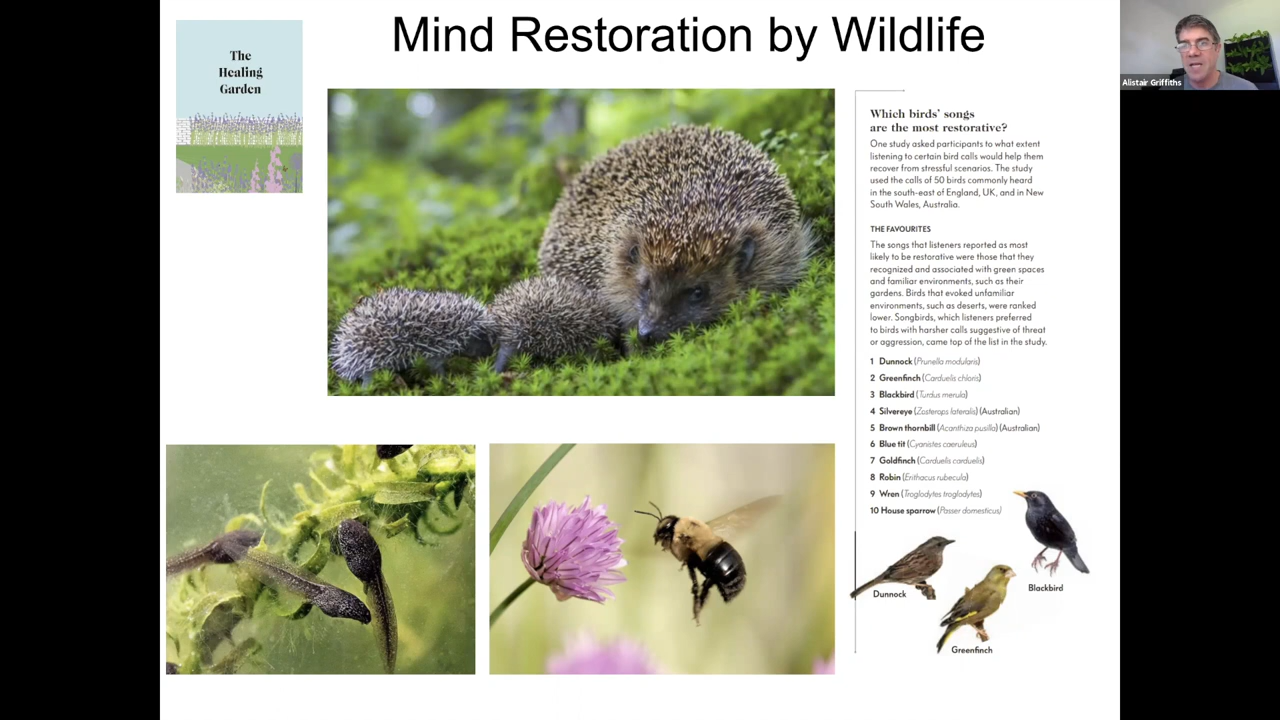 Mind Restoration by Wildlife
The
Healing
Garden
Alistair Griffiths
Which birds' songs
are the most restorative?
One study asked participants to what extent
listening to certain bird calls would help them
recover from stressful scenarios. The study
used the calls of 50 birds commonly heard
in the south-east of England, UK, and in New
South Wales, Australia.
THE FAVOURITES
The songs that listeners reported as most
likely to be restorative were those that they
recognized and associated with green spaces
and familiar environments, such as their
gardens. Birds that evoked unfamiliar
environments, such as deserts, were ranked
lower. Songbirds, which listeners preferred
to birds with harsher calls suggestive of threat
or aggression, came top of the list in the study.
1 Dunnock (Prunella modularis)
2 Greenfinch (Carduelis chloris)
3 Blackbird (Turdus merula)
4 Silvereye (Zosterops lateralis) (Australian)
5 Brown thornbill (Acanthiza pusilla) (Australian)
6 Blue tit (Cyanistes caeruleus)
7 Goldfinch (Carduelis carduelis)
8 Robin (Erithacus rubecula)
9 Wren (Troglodytes troglodytes)
10 House sparrow (Passer domesticus)
Blackbird
Dunnock
Greenfinch